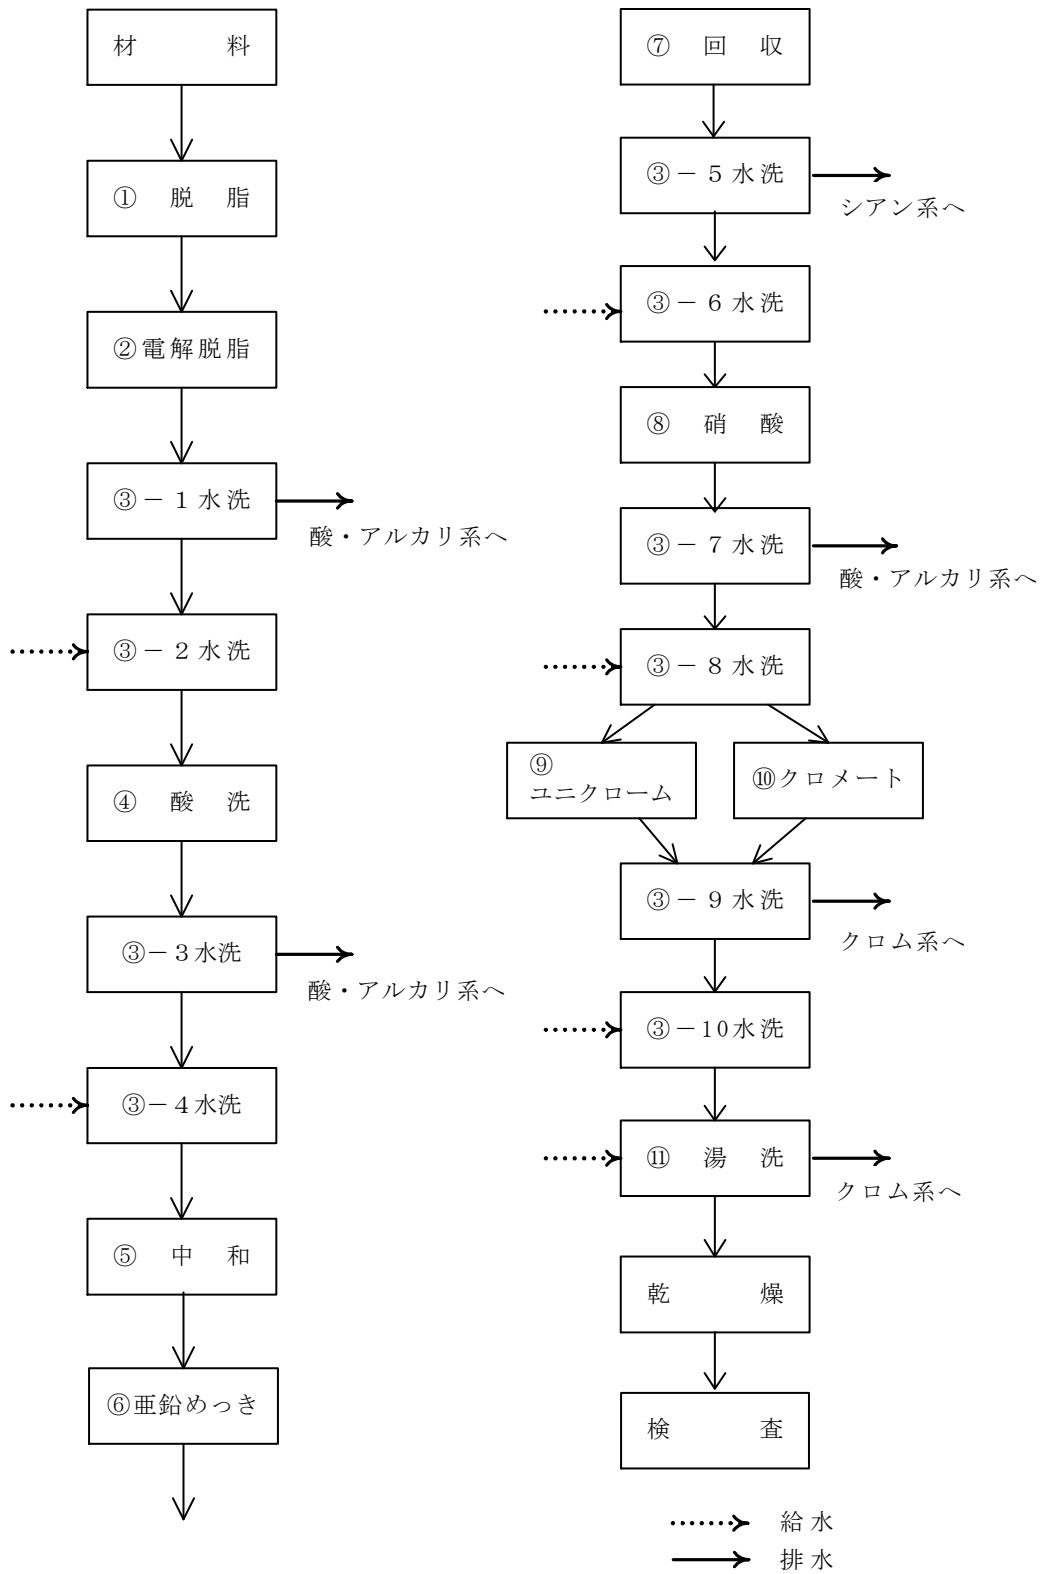 材 料
① 脱 脂
②電解脱脂
③－１水洗
酸・アルカリ系へ
③－２水洗
④ 酸 洗
③－３水洗
酸・アルカリ系へ
③－４水洗
⑤ 中 和
⑥亜鉛めっき
⑦ 回 収
③－５水洗
シアン系へ
③－６水洗
⑧ 硝 酸
③－７水洗
酸・アルカリ系へ
③－８水洗
⑨
ユニクローム
⑩クロメート
③－９水洗
クロム系へ
③－10水洗
⑪ 湯 洗
クロム系へ
乾 燥
検 査
給水
排水